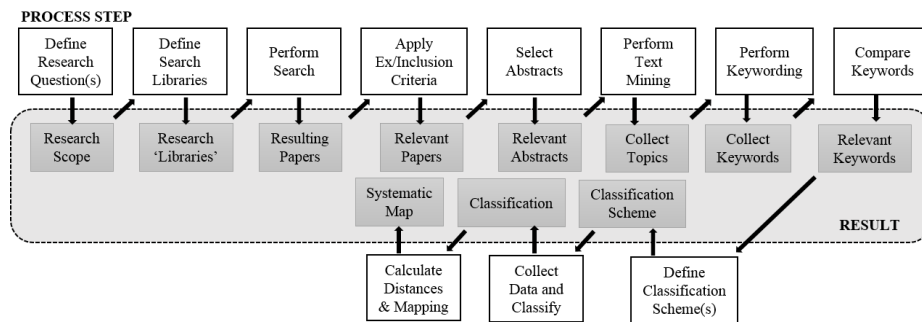 PROCESS STEP
Define
Research
Question(s)
Define
Search
Libraries
Perform
Search
Apply
Ex/Inclusion
Criteria
Select
Abstracts
Perform
Text
Mining
Perform
Keywording
Compare
Keywords
Research
Scope
Research
‘Libraries’
Resulting
Papers
Relevant
Papers
Relevant
Abstracts
Collect
Topics
Collect
Keywords
Relevant
Keywords
Systematic
Map
Classification
Classification
Scheme
RESULT
Calculate
Distances
& Mapping
Collect
Data and
Classify
Define
Classification
Scheme(s)